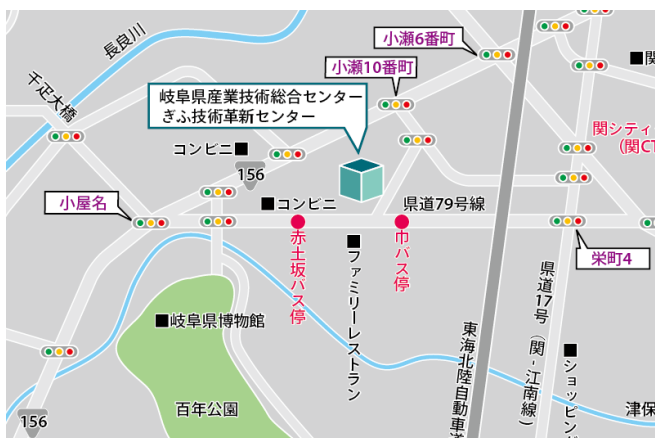 長良川
千疋大橋
小瀬6番町
小瀬10番町
■関
岐阜県産業技術総合センター
ぎふ技術革新センター
関シティ
(関CT
コンビニ■
156
小屋名
■コンビニ
県道79号線
赤土坂バス停
巾バス停
栄町4
■ファミリーレストラン
■岐阜県博物館
東海北陸自動車道
県道17号(関-江南線)
■ショッピング
百年公園
津保
156